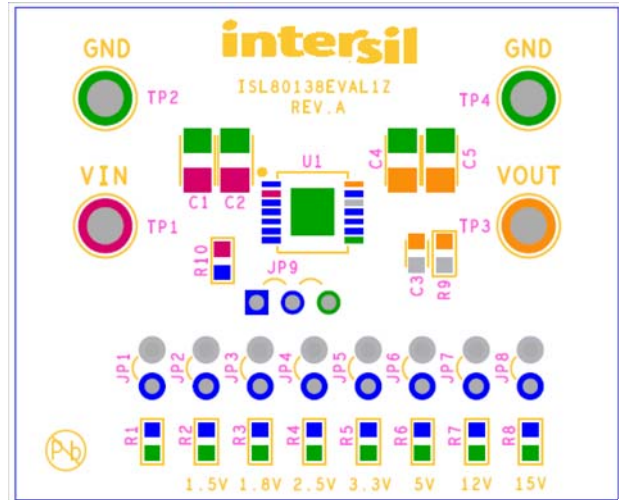 GND
intersil
GND
ISL80138EVAL1Z
REV.A
TP2
TP4
C4
C5
U1
VIN
VOUT
C1
C2
TP1
TP3
R10
JP9
C3
R9
JP1
JP2
JP3
JP4
JP5
JP6
JP7
JP8
R1
R2
R3
R4
R5
R6
R7
R8
Pb
1.5V 1.8V 2.5V 3.3V 5V 12V 15V